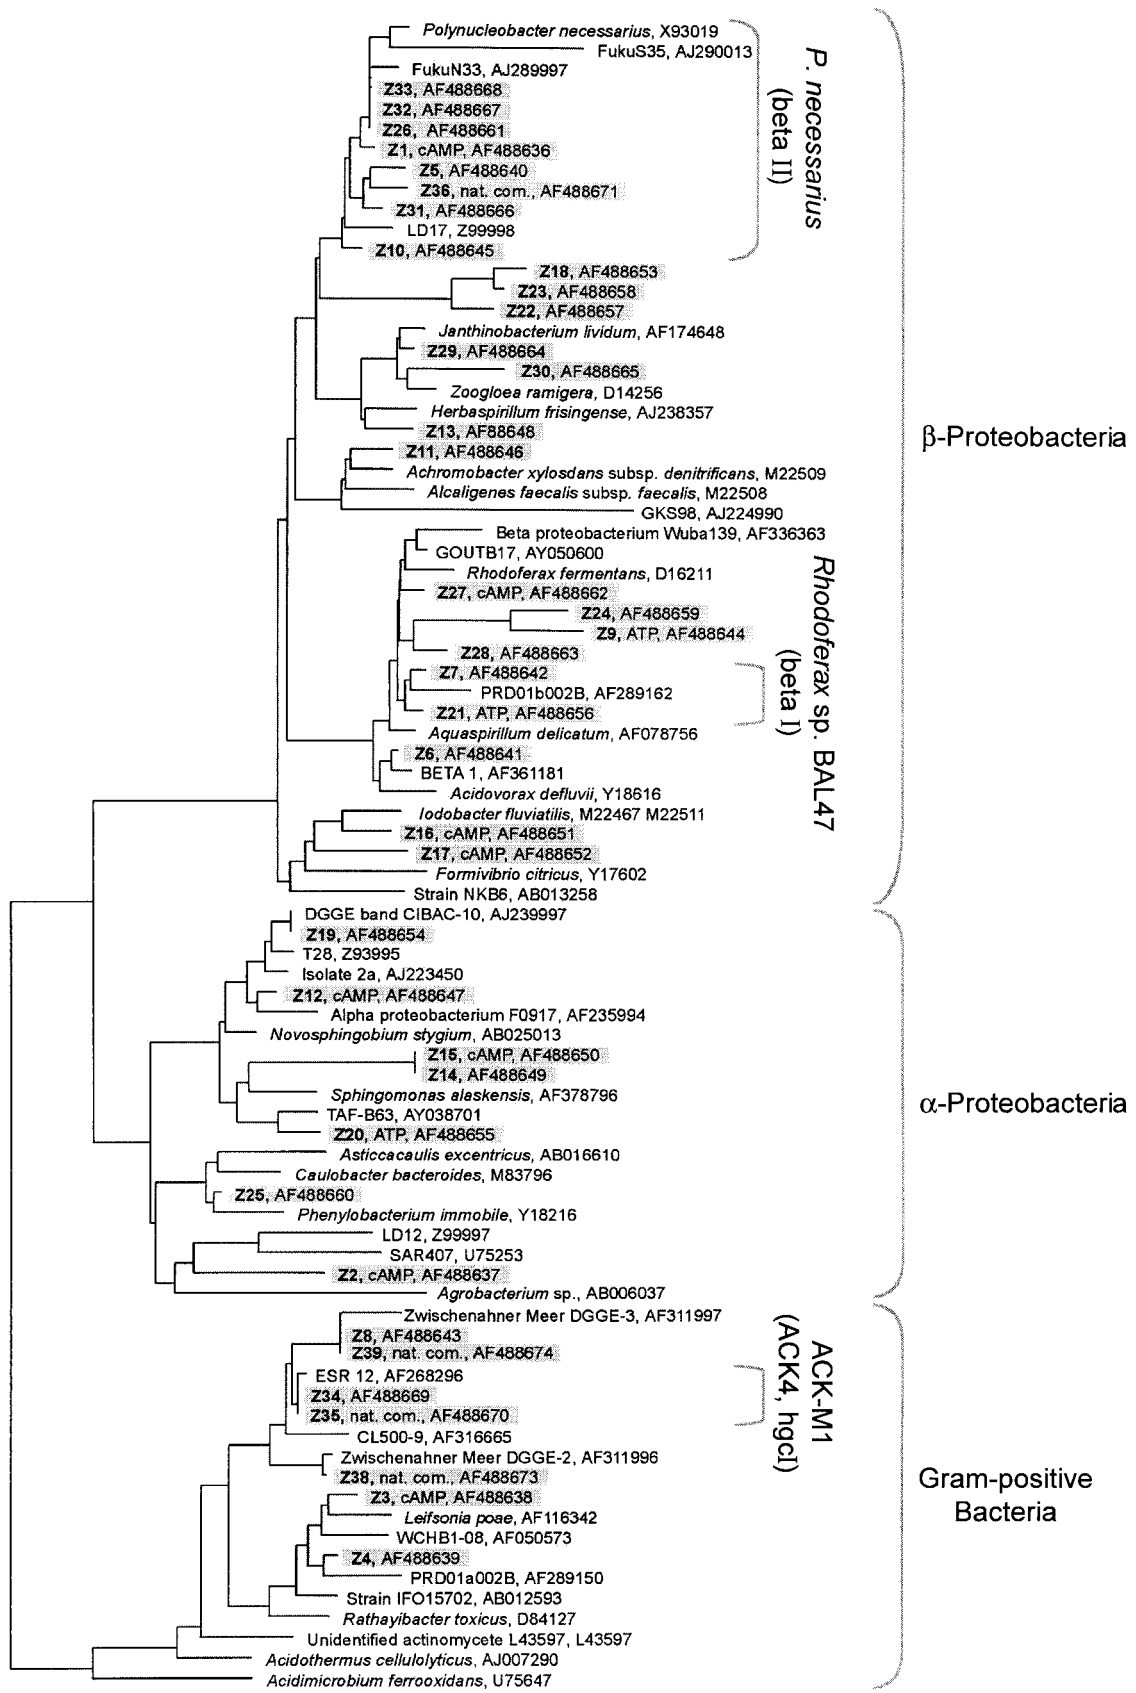 Polynucleobacter necessarius, X93019
FukuS35, AJ290013
FukuN33, AJ289997
Z33, AF488668
Z32, AF488667
Z26, AF488661
Z1, cAMP, AF488636
Z5, AF488640
Z36, nat. com., AF488671
Z31, AF488666
LD17, Z99998
Z10, AF488645
P. necessarius
(beta II)
Z18, AF488653
Z23, AF488658
Z22, AF488657
Janthinobacterium lividum, AF174648
Z29, AF488664
Z30, AF488665
Zoogloea ramigera, D14256
Herbaspirillum frisingense, AJ238357
Z13, AF88648
Z11, AF488646
Achromobacter xylosdans subsp. denitrificans, M22509
Alcaligenes faecalis subsp. faecalis, M22508
GKS98, AJ224990
β-Proteobacteria
Beta proteobacterium Wuba139, AF336363
GOUTB17, AY050600
Rhodoferax fermentans, D16211
Z27, cAMP, AF488662
Z24, AF488659
Z9, ATP, AF488644
Z28, AF488663
Z7, AF488642
PRD01b002B, AF289162
Z21, ATP, AF488656
Aquaspirillum delicatum, AF078756
Rhodoferax sp. BAL47
(beta I)
Z6, AF488641
BETA 1, AF361181
Acidovorax defluvii, Y18616
Iodobacter fluviatilis, M22467 M22511
Z16, cAMP, AF488651
Z17, cAMP, AF488652
Formivibrio citricus, Y17602
Strain NKB6, AB013258
DGGE band CIBAC-10, AJ239997
Z19, AF488654
T28, Z93995
Isolate 2a, AJ223450
Z12, cAMP, AF488647
Alpha proteobacterium F0917, AF235994
Novosphingobium stygium, AB025013
Z15, cAMP, AF488650
Z14, AF488649
Sphingomonas alaskensis, AF378796
TAF-B63, AY038701
Z20, ATP, AF488655
α-Proteobacteria
Asticcacaulis excentricus, AB016610
Caulobacter bacteroides, M83796
Z25, AF488660
Phenylobacterium immobile, Y18216
LD12, Z99997
SAR407, U75253
Z2, cAMP, AF488637
Agrobacterium sp., AB006037
Zwischenahner Meer DGGE-3, AF311997
Z8, AF488643
Z39, nat. com., AF488674
ESR 12, AF268296
Z34, AF488669
Z35, nat. com., AF488670
CL500-9, AF316665
ACK-M1
(ACK4, hgcI)
Zwischenahner Meer DGGE-2, AF311996
Z38, nat. com., AF488673
Z3, cAMP, AF488638
Leifsonia poae, AF116342
WCHB1-08, AF050573
Z4, AF488639
PRD01a002B, AF289150
Gram-positive
Bacteria
Strain IFO15702, AB012593
Rathayibacter toxicus, D84127
Unidentified actinomycete L43597, L43597
Acidothermus cellulolyticus, AJ007290
Acidimicrobium ferrooxidans, U75647